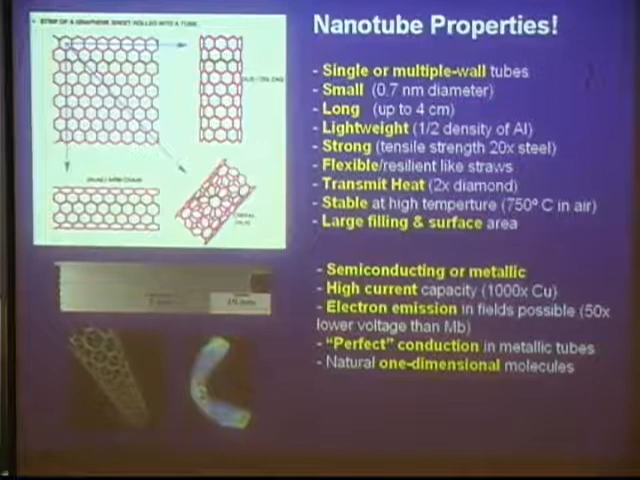 STRIP OF A GRAPHENE SHEET ROLLED INTO A TUBE
Nanotube Properties!
- Single or multiple-wall tubes
- Small (0.7 nm diameter)
- Long (up to 4 cm)
- Lightweight (1/2 density of Al)
- Strong (tensile strength 20x steel)
- Flexible/resilient like straws
- Transmit Heat (2x diamond)
- Stable at high temperture (750º C in air)
- Large filling & surface area
- Semiconducting or metallic
- High current capacity (1000x Cu)
- Electron emission in fields possible (50x
lower voltage than Mb)
- "Perfect" conduction in metallic tubes
- Natural one-dimensional molecules